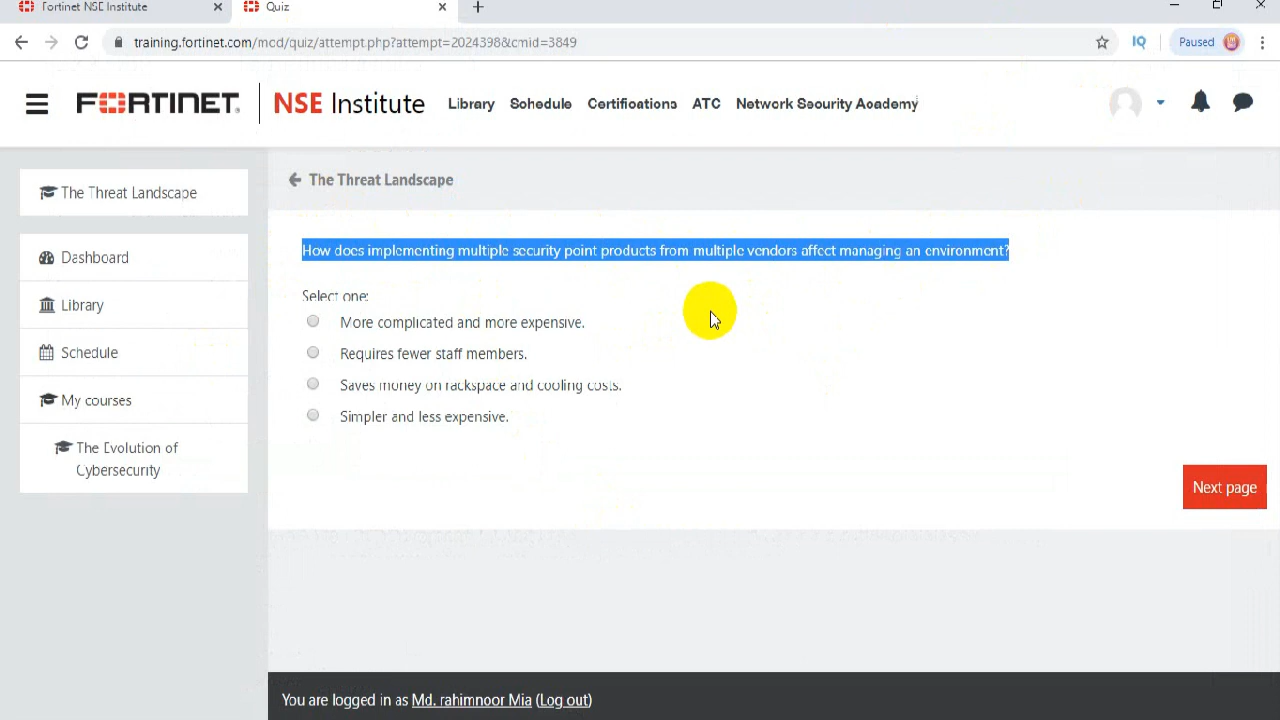 Fortinet NSE Institute
Quiz
training.fortinet.com/mod/quiz/attempt.php?attempt=2024398&cmid=3849
IQ
Paused
FORTINET
NSE Institute
Library
Schedule
Certifications
ATC
Network Security Academy
The Threat Landscape
Dashboard
Library
Schedule
My courses
The Evolution of
Cybersecurity
The Threat Landscape
How does implementing multiple security point products from multiple vendors affect managing an environment?
Select one:
More complicated and more expensive.
Requires fewer staff members.
Saves money on rackspace and cooling costs.
Simpler and less expensive.
Next page
You are logged in as Md. rahimnoor Mia (Log out)